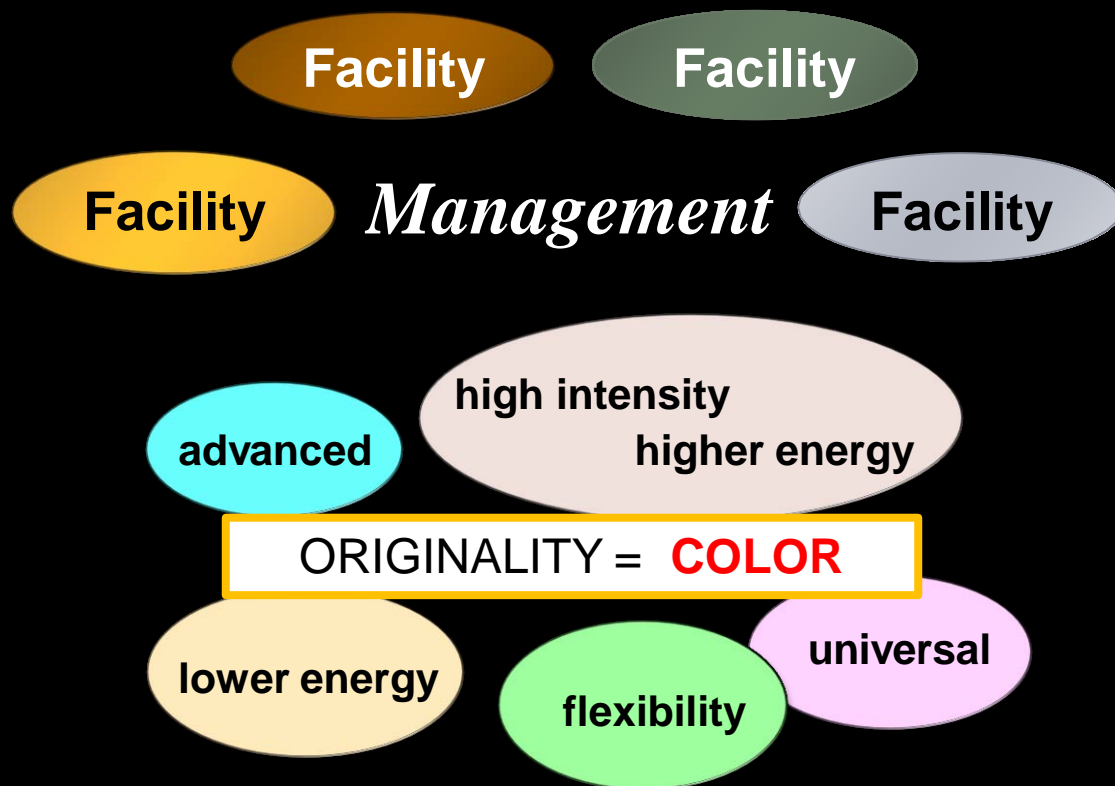 Facility
Facility
Facility
Management
Facility
high intensity
advanced
higher energy
ORIGINALITY = COLOR
universal
lower energy
flexibility